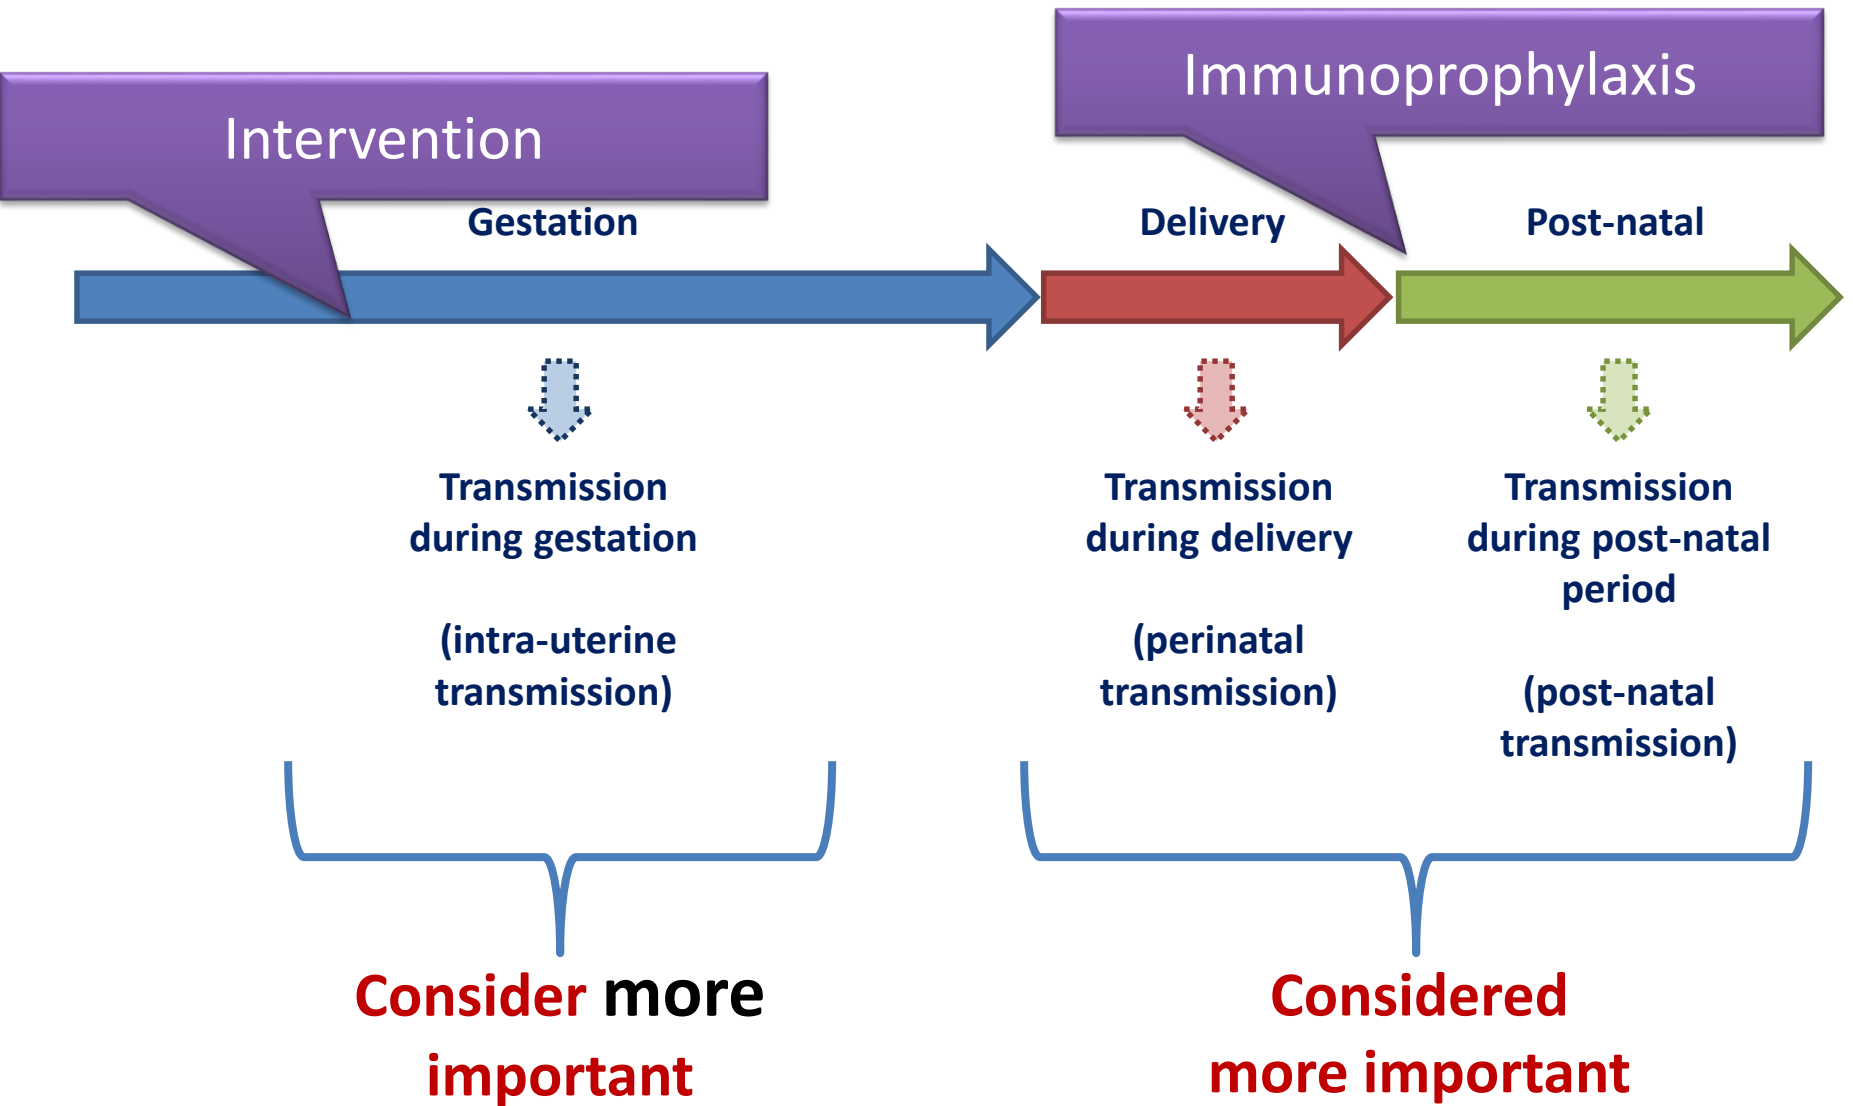 Immunoprophylaxis
Intervention
Gestation
Delivery
Post-natal
Transmission
during gestation
(intra-uterine
transmission)
Transmission
during delivery
(perinatal
transmission)
Transmission
during post-natal
period
(post-natal
transmission)
Consider more
important
Considered
more important